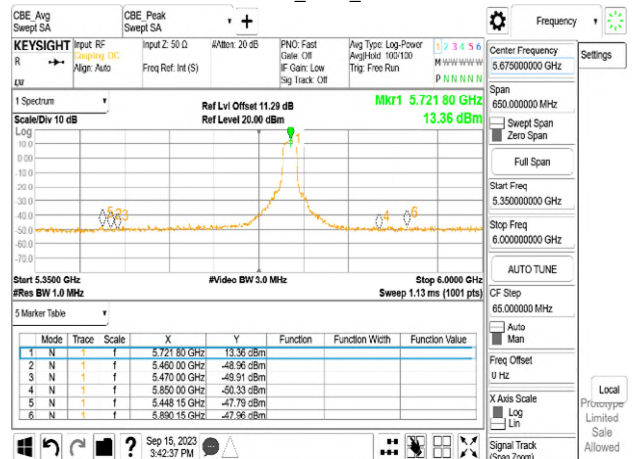 CBE_Avg
Swept SA
CBE_Peak
Swept SA
Frequency
KEYSIGHT
R
Input: RF
Coupling: DC
Align: Auto
Input Z: 50 Ω
Freq Ref: Int (S)
#Atten: 20 dB
PNO: Fast
Gate: Off
IF Gain: Low
Sig Track: Off
Avg Type: Log-Power
Avg|Hold: 100/100
Trig: Free Run
1 2 3 4 5 6
M W W W W W
P N N N N N
1 Spectrum
Scale/Div 10 dB
Ref Lvl Offset 11.29 dB
Ref Level 20.00 dBm
Mkr1 5.721 80 GHz
13.36 dBm
Log
10.0
0.00
-10.0
-20.0
-30.0
-40.0
-50.0
-60.0
-70.0
1
5
2
3
4
6
Start 5.3500 GHz
#Res BW 1.0 MHz
#Video BW 3.0 MHz
Stop 6.0000 GHz
Sweep 1.13 ms (1001 pts)
5 Marker Table
Mode Trace Scale X Y Function Function Width Function Value
1 N 1 f 5.721 80 GHz 13.36 dBm
2 N 1 f 5.460 00 GHz -48.96 dBm
3 N 1 f 5.470 00 GHz -49.91 dBm
4 N 1 f 5.850 00 GHz -50.33 dBm
5 N 1 f 5.448 15 GHz -47.79 dBm
6 N 1 f 5.890 15 GHz -47.96 dBm
?
Sep 15, 2023
3:42:37 PM
Center Frequency
5.675000000 GHz
Settings
Span
650.000000 MHz
Swept Span
Zero Span
Full Span
Start Freq
5.350000000 GHz
Stop Freq
6.000000000 GHz
AUTO TUNE
CF Step
65.000000 MHz
Auto
Man
Freq Offset
0 Hz
X Axis Scale
Log
Lin
Signal Track
(Span Zoom)
Local
Prototype
Limited
Sale
Allowed